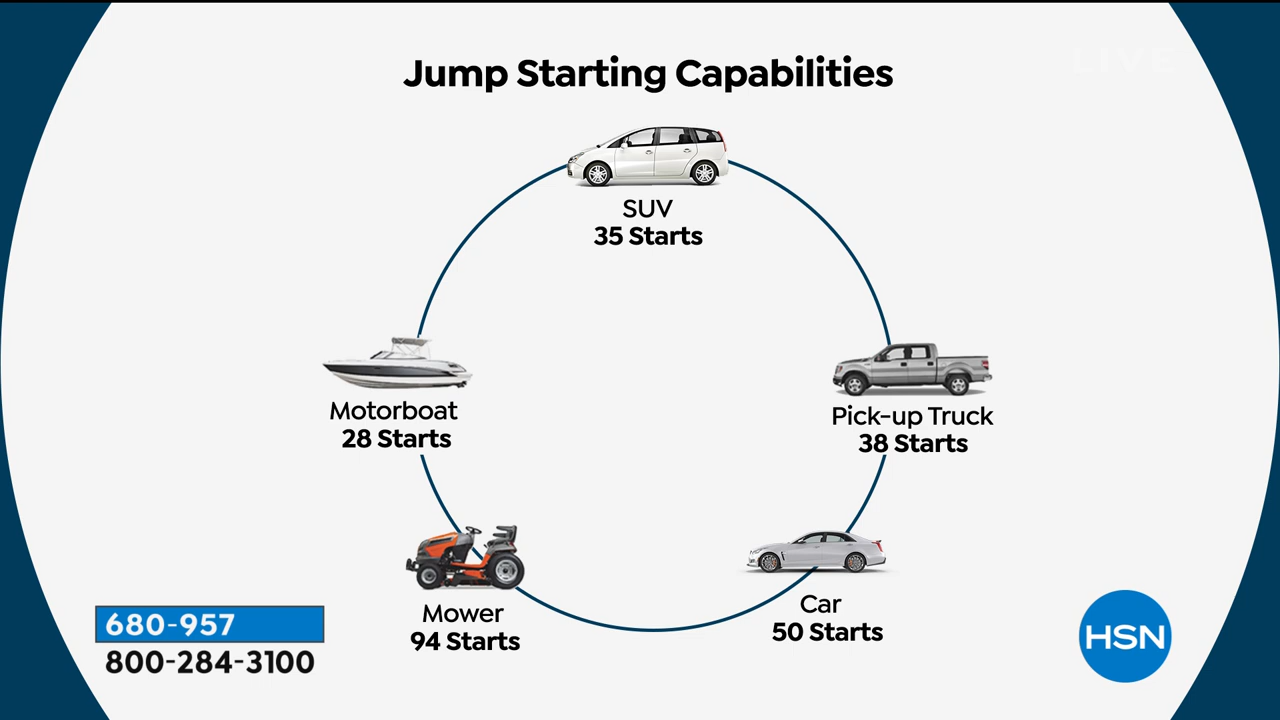 LIVE
Jump Starting Capabilities
SUV
35 Starts
Motorboat
28 Starts
Pick-up Truck
38 Starts
Mower
94 Starts
Car
50 Starts
680-957
800-284-3100
HSN